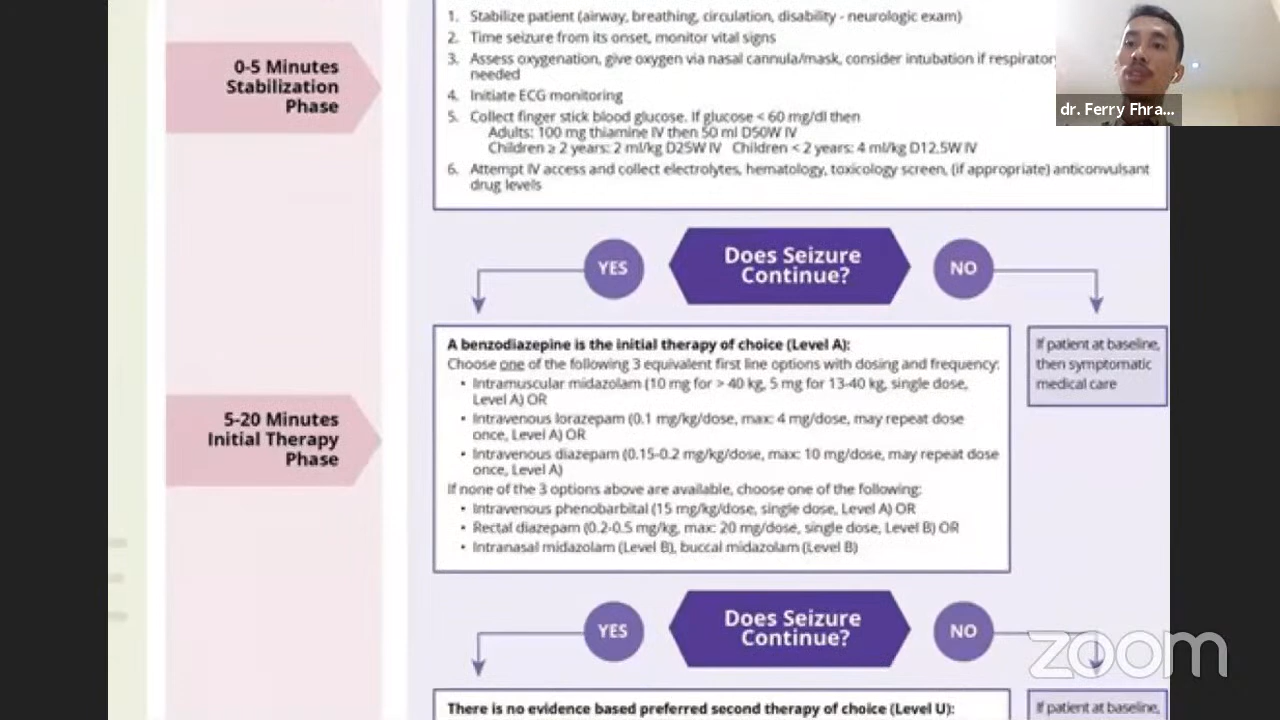 1. Stabilize patient (airway, breathing, circulation, disability - neurologic exam)
2. Time seizure from its onset, monitor vital signs
3. Assess oxygenation, give oxygen via nasal cannula/mask, consider intubation if respiratory
needed
4. Initiate ECG monitoring
5. Collect finger stick blood glucose. If glucose < 60 mg/dl then
Adults: 100 mg thiamine IV then 50 ml D50W IV
Children ≥ 2 years: 2 ml/kg D25W IV Children < 2 years: 4 ml/kg D12.5W IV
6. Attempt IV access and collect electrolytes, hematology, toxicology screen, (if appropriate) anticonvulsant
drug levels
0-5 Minutes
Stabilization
Phase
dr. Ferry Fhra...
YES
Does Seizure
Continue?
NO
A benzodiazepine is the initial therapy of choice (Level A):
Choose one of the following 3 equivalent first line options with dosing and frequency:
• Intramuscular midazolam (10 mg for > 40 kg, 5 mg for 13-40 kg, single dose,
Level A) OR
• Intravenous lorazepam (0.1 mg/kg/dose, max: 4 mg/dose, may repeat dose
once, Level A) OR
• Intravenous diazepam (0.15-0.2 mg/kg/dose, max: 10 mg/dose, may repeat dose
once, Level A)
If none of the 3 options above are available, choose one of the following:
• Intravenous phenobarbital (15 mg/kg/dose, single dose, Level A) OR
• Rectal diazepam (0.2-0.5 mg/kg, max: 20 mg/dose, single dose, Level B) OR
• Intranasal midazolam (Level B), buccal midazolam (Level B)
If patient at baseline,
then symptomatic
medical care
5-20 Minutes
Initial Therapy
Phase
YES
Does Seizure
Continue?
NO
zoom
There is no evidence based preferred second therapy of choice (Level U):
If patient at baseline,